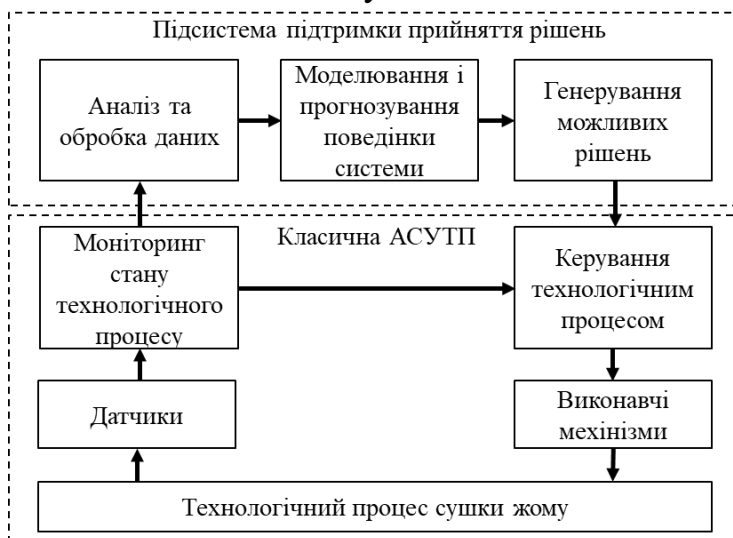 Підсистема підтримки прийняття рішень
Аналіз та
обробка даних
Моделювання і
прогнозування
поведінки
системи
Генерування
можливих
рішень
Моніторинг
стану
технологічного
процесу
Класична АСУТП
Керування
технологічним
процесом
Датчики
Виконавчі
мехінізми
Технологічний процес сушки жому